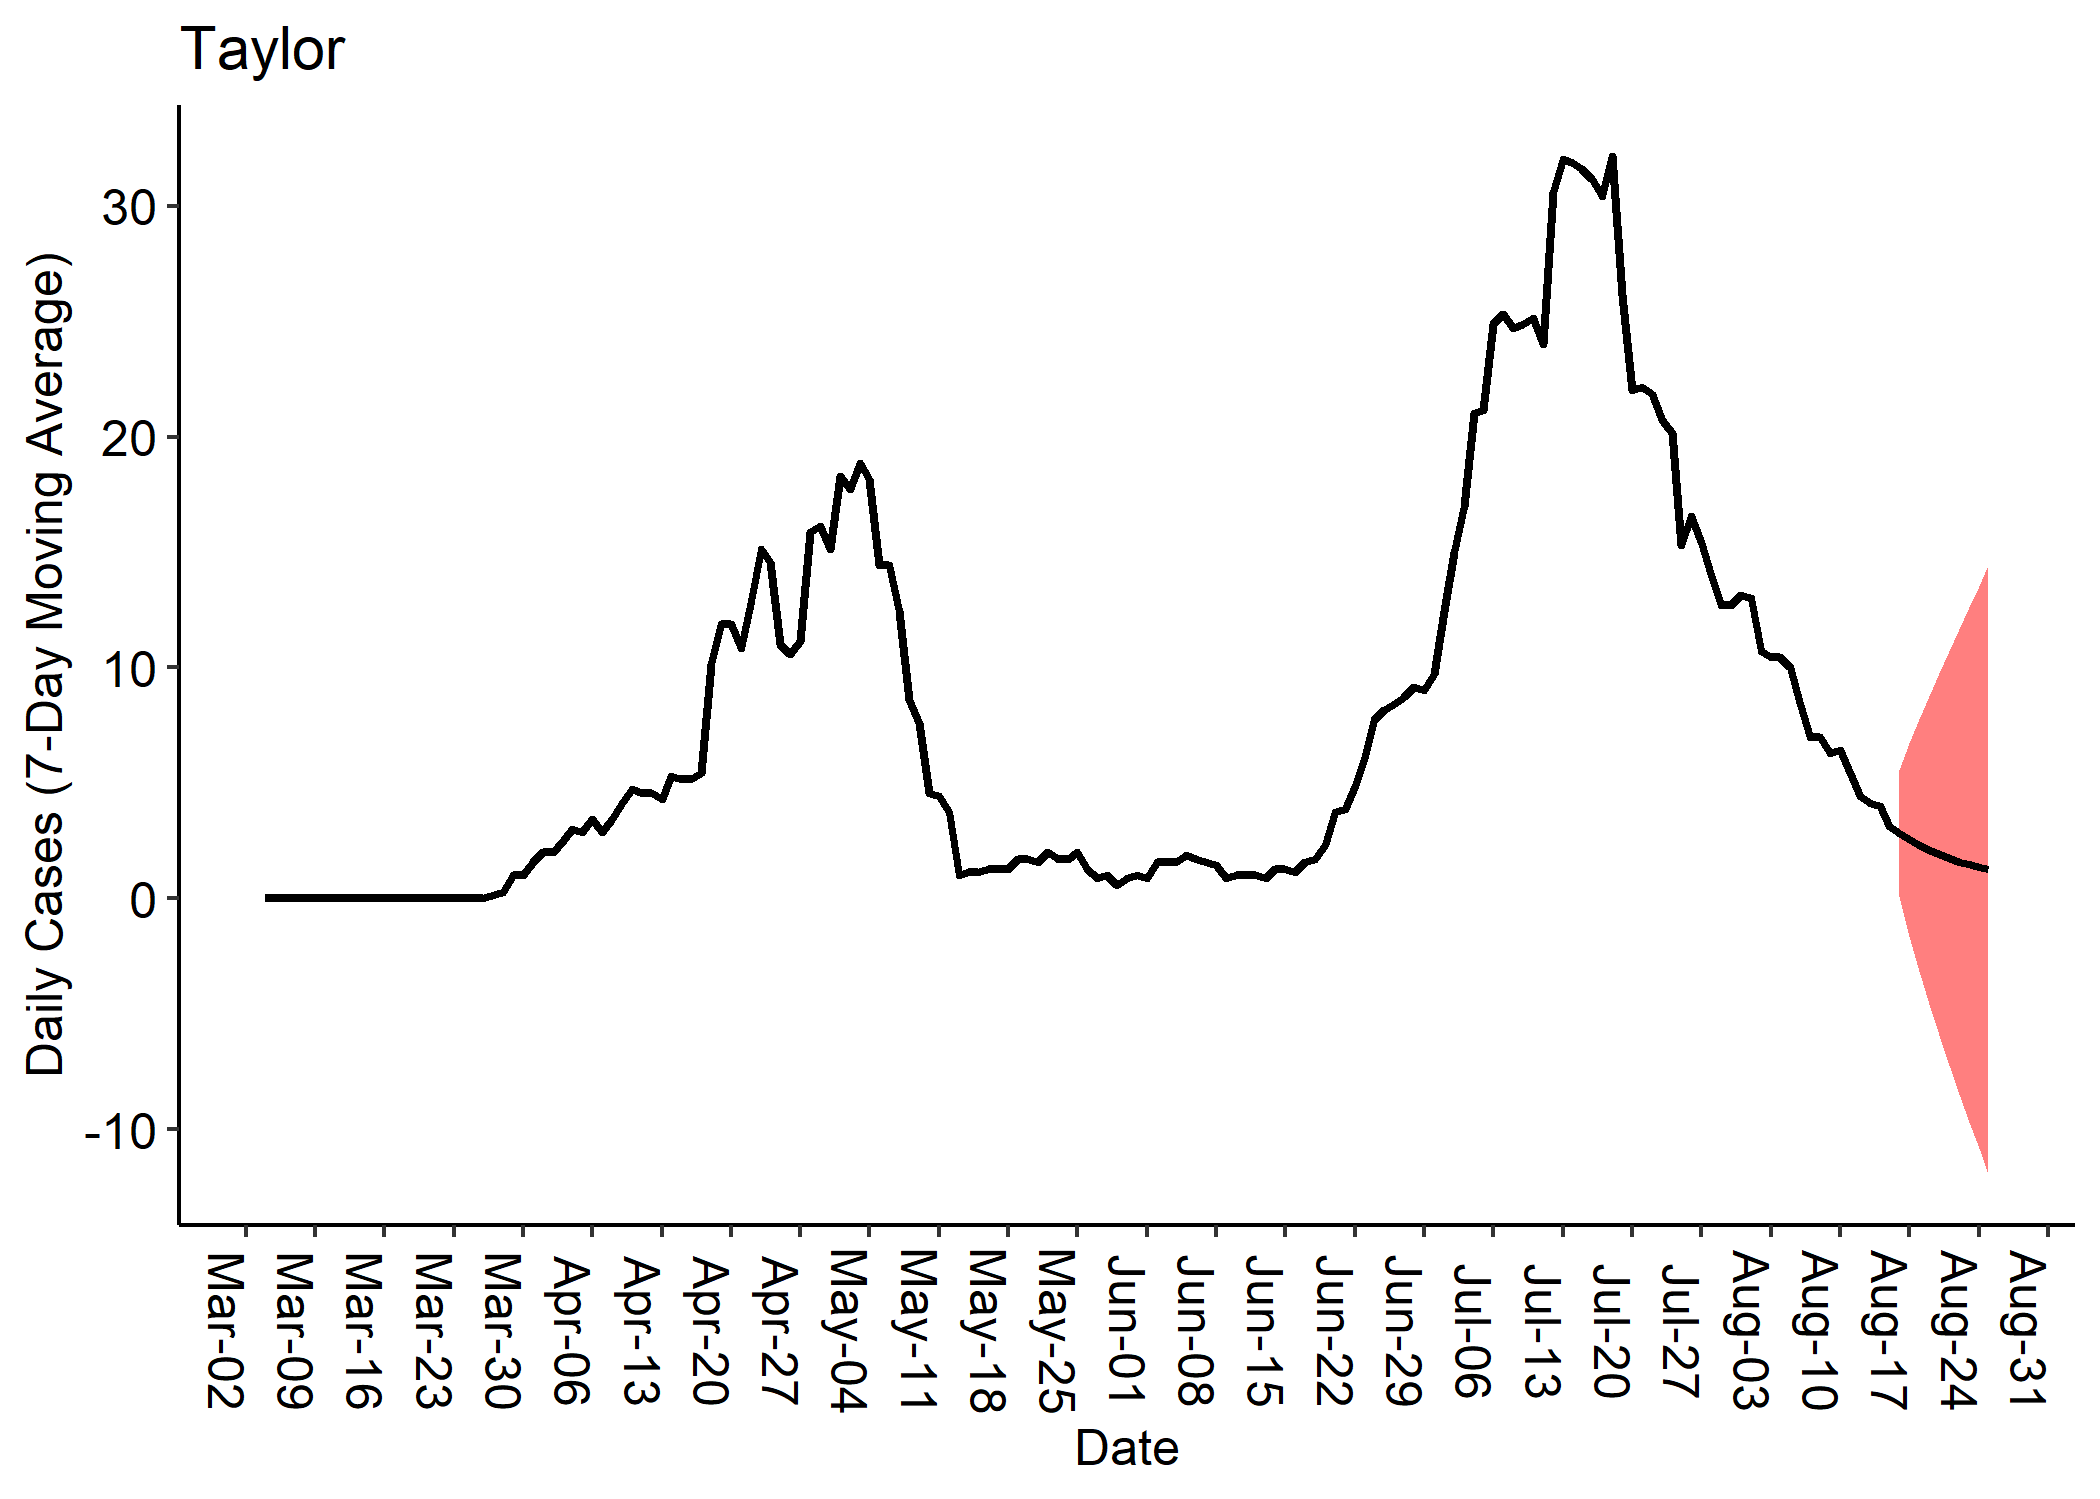 Taylor
Daily Cases (7-Day Moving Average)
30
20
10
0
-10
Mar-02
Mar-09
Mar-16
Mar-23
Mar-30
Apr-06
Apr-13
Apr-20
Apr-27
May-04
May-11
May-18
May-25
Jun-01
Jun-08
Jun-15
Jun-22
Jun-29
Jul-06
Jul-13
Jul-20
Jul-27
Aug-03
Aug-10
Aug-17
Aug-24
Aug-31
Date